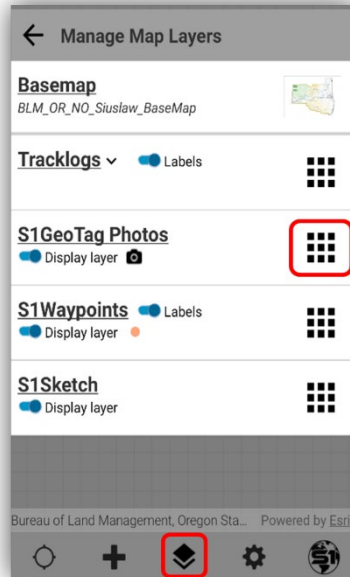 Manage Map Layers
Basemap
BLM_OR_NO_Siuslaw_BaseMap
Tracklogs Labels
S1GeoTag Photos
Display layer
S1Waypoints Labels
Display layer
S1Sketch
Display layer
Bureau of Land Management, Oregon Sta... Powered by Esri
S1